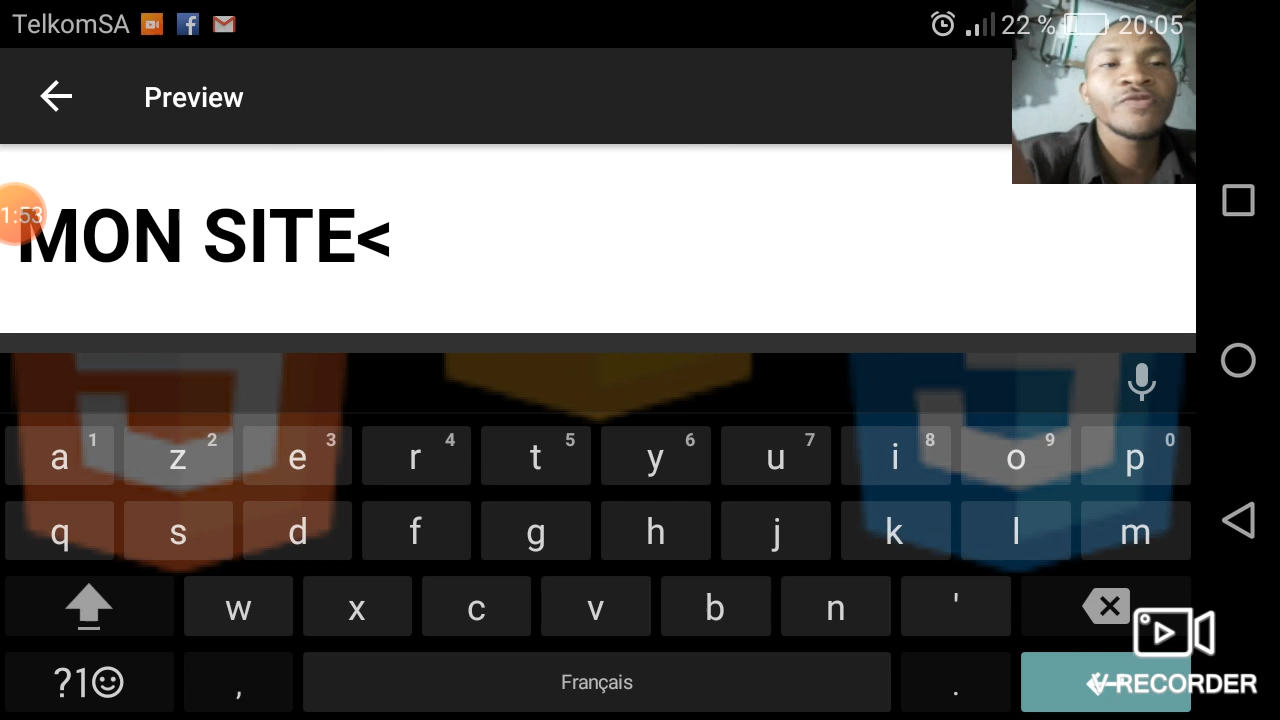 TelkomSA
22 % 20:05
Preview
1:53
MON SITE<
a 1 z 2 e 3 r 4 t 5 y 6 u 7 i 8 o 9 p 0
q s d f g h j k l m
w x c v b n '
?1☺ , Français .
V-RECORDER